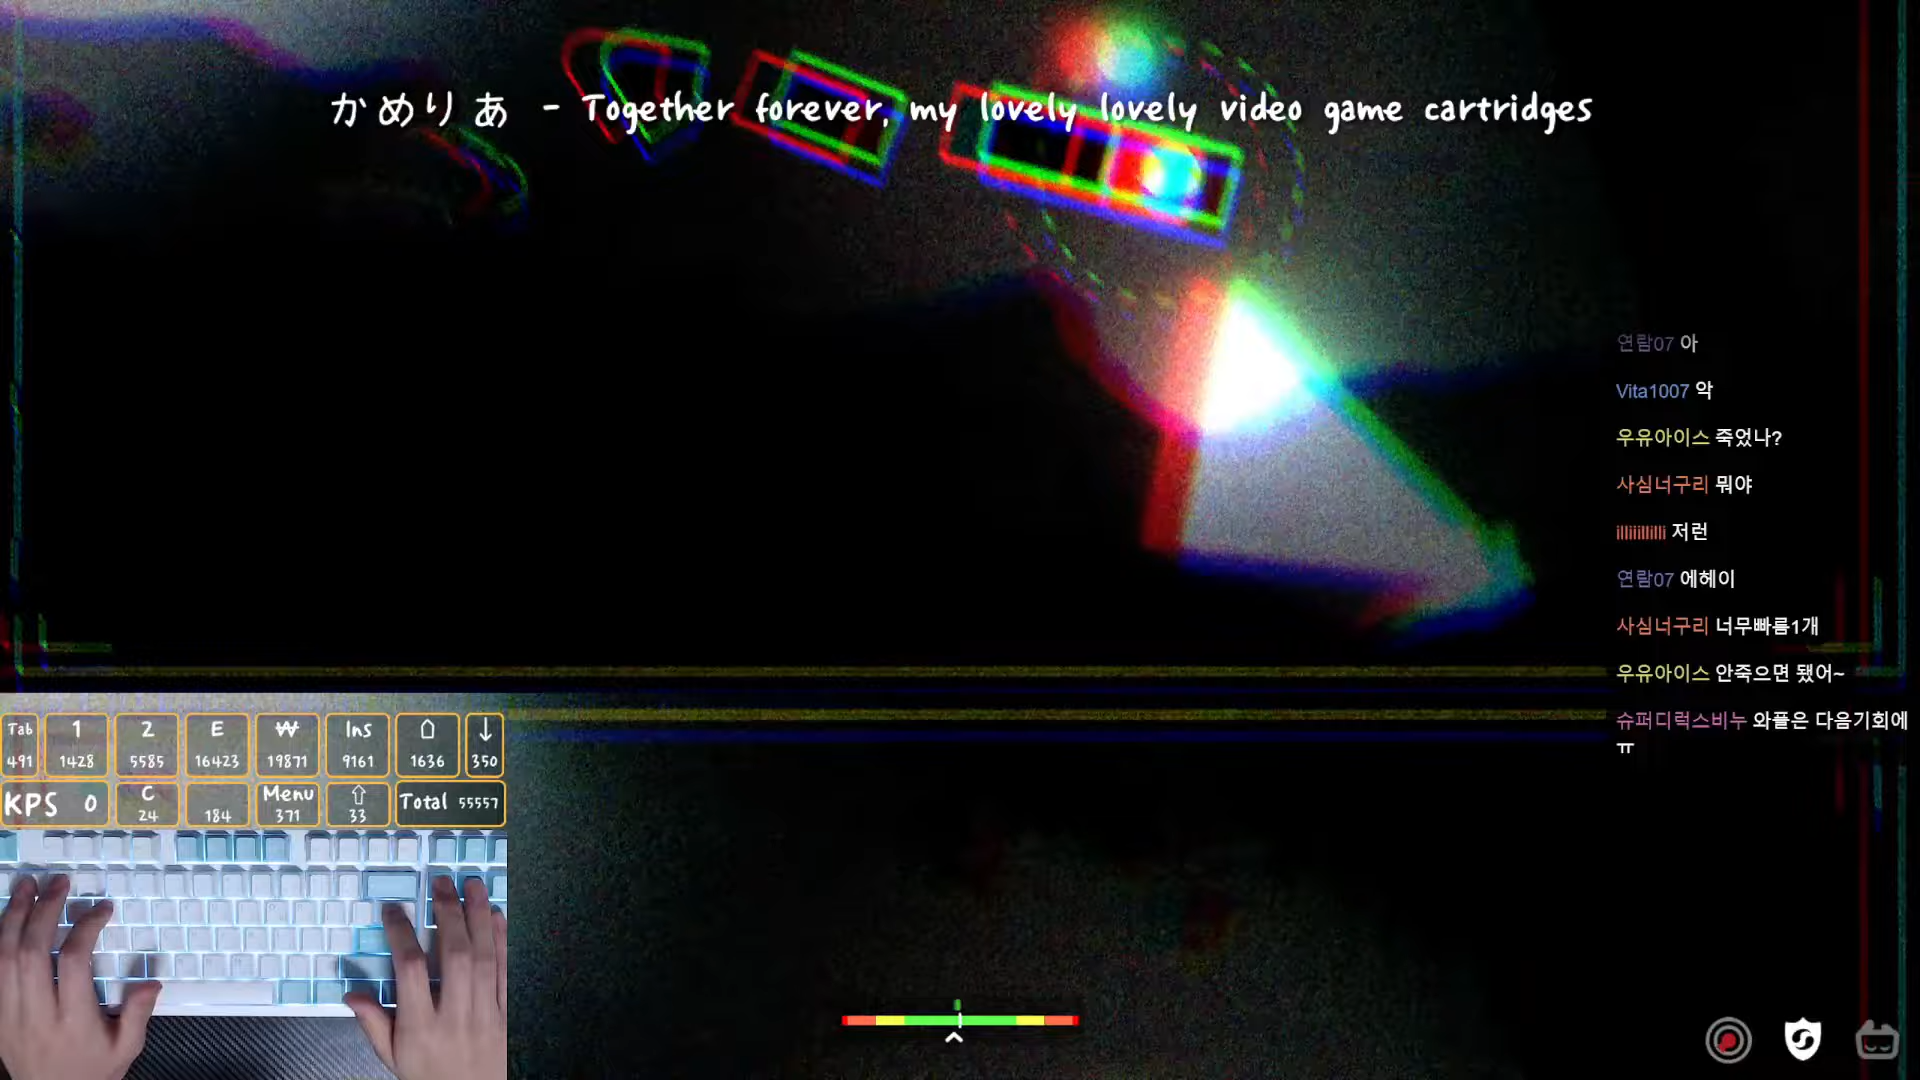 かめりあ - Together forever, my lovely lovely video game cartridges
연람07 아
Vita1007 악
우유아이스 죽었나?
사심너구리 뭐야
저런
연람07 에헤이
사심너구리 너무빠름1개
우유아이스 안죽으면 됐어~
슈퍼디럭스비누 와플은 다음기회에
ㅠ
Tab 1 2 E ₩ Ins ⌂ ↓
491 1428 5585 16423 19871 9161 1636 350
KPS 0 C Menu ⇧ Total 55557
24 184 371 33